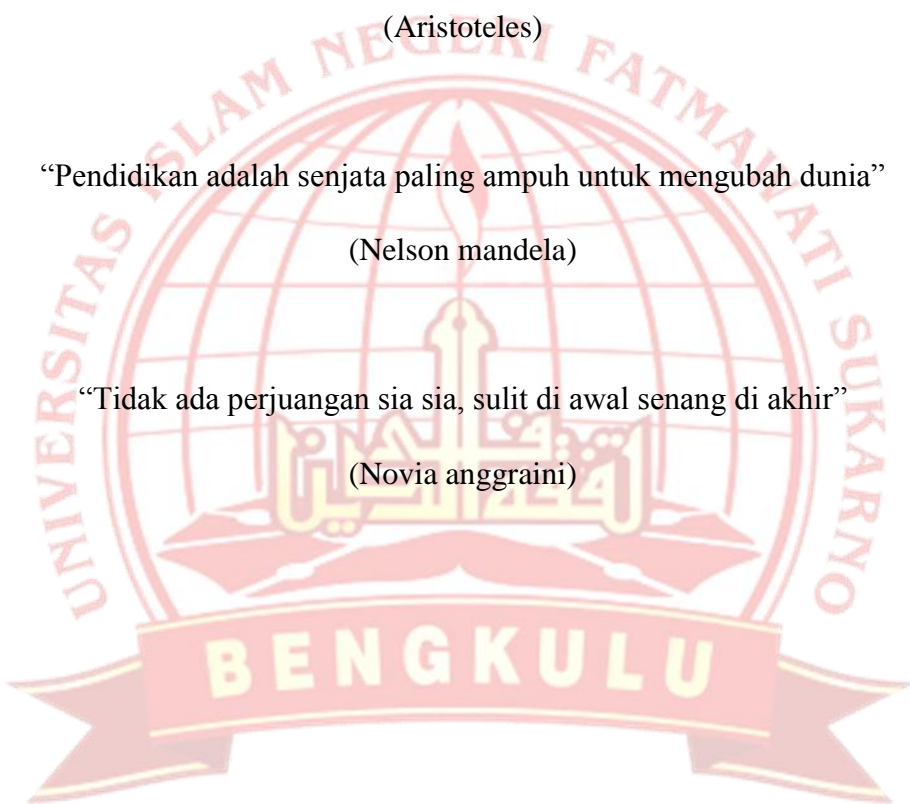 (Aristoteles)
“Pendidikan adalah senjata paling ampuh untuk mengubah dunia”
(Nelson mandela)
“Tidak ada perjuangan sia sia, sulit di awal senang di akhir”
(Novia anggraini)
UNIVERSITAS ISLAM NEGERI FATMAWATI SUKARNO
BENGKULU